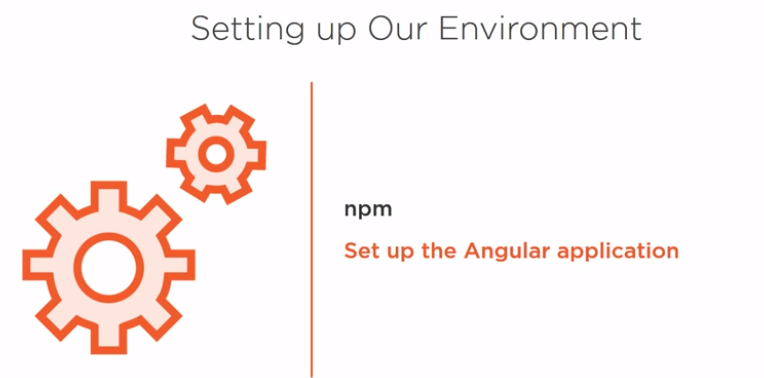 Setting up Our Environment
npm
Set up the Angular application